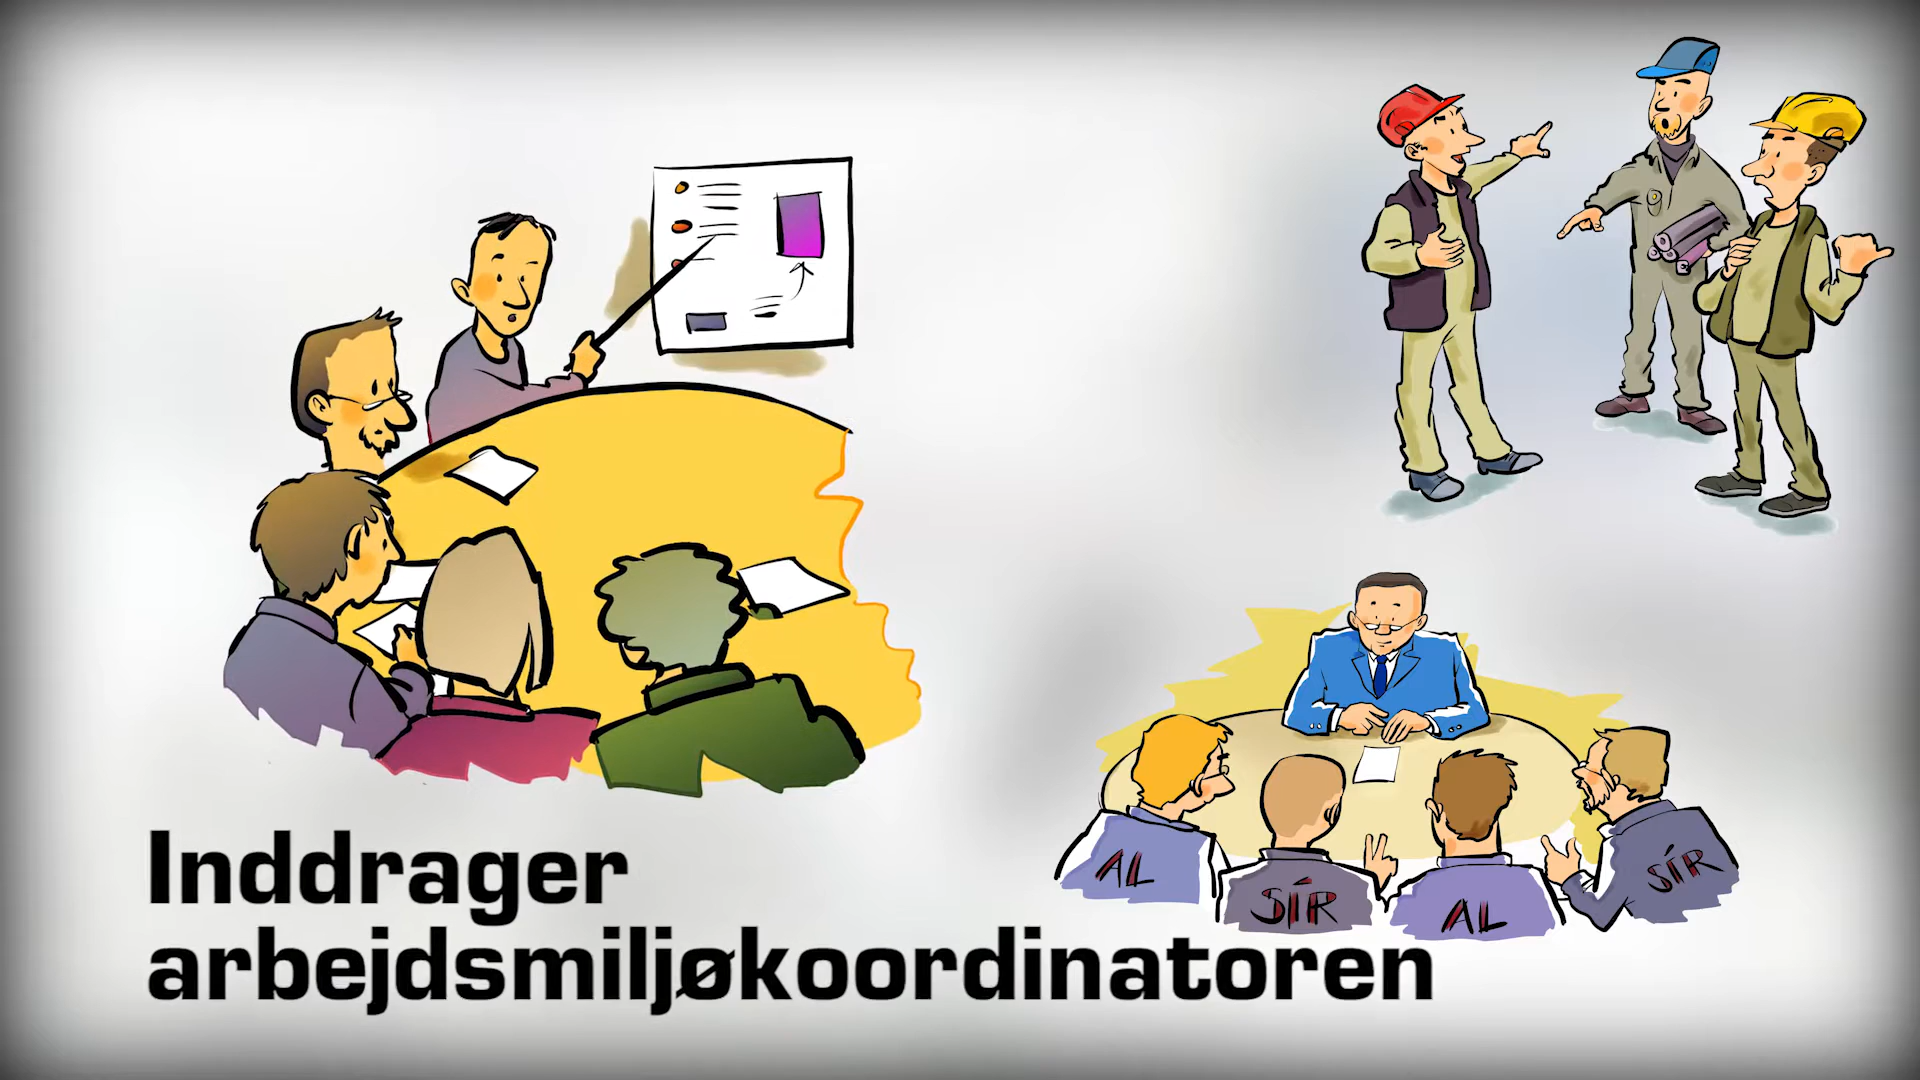 Inddrager
arbejdsmiljøkoordinatoren
AL
SíR
AL
SíR